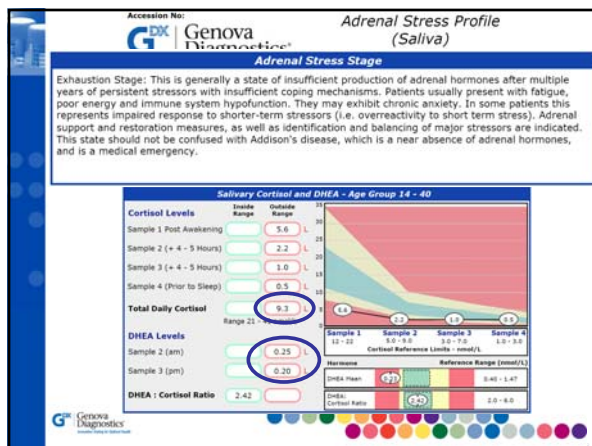 Accession No:
Genova
Diagnostics
Adrenal Stress Profile
(Saliva)
Adrenal Stress Stage
Exhaustion Stage: This is generally a state of insufficient production of adrenal hormones after multiple
years of persistent stressors with insufficient coping mechanisms. Patients usually present with fatigue,
poor energy and immune system hypofunction. They may exhibit chronic anxiety. In some patients this
represents impaired response to shorter-term stressors (i.e. overreactivity to short term stress). Adrenal
support and restoration measures, as well as identification and balancing of major stressors are indicated.
This state should not be confused with Addison's disease, which is a near absence of adrenal hormones,
and is a medical emergency.
Salivary Cortisol and DHEA - Age Group 14 - 40
Inside Range
Outside Range
Cortisol Levels
Sample 1 Post Awakening 5.6 L
Sample 2 (+ 4 - 5 Hours) 2.2 L
Sample 3 (+ 4 - 5 Hours) 1.0 L
Sample 4 (Prior to Sleep) 0.5 L
Total Daily Cortisol 9.3 L
Range 21 -
DHEA Levels
Sample 2 (am) 0.25 L
Sample 3 (pm) 0.20 L
DHEA : Cortisol Ratio 2.42
35
30
25
20
15
10
5
0
5.6 2.2 1.0 0.5
Sample 1 Sample 2 Sample 3 Sample 4
12 - 22 5.0 - 9.0 3.0 - 7.0 1.0 - 3.0
Cortisol Reference Limits - nmol/L
Hormone Reference Range (nmol/L)
DHEA Mean 0.23 0.40 - 1.47
DHEA: Cortisol Ratio 2.42 2.0 - 6.0
GDX Genova
Diagnostics